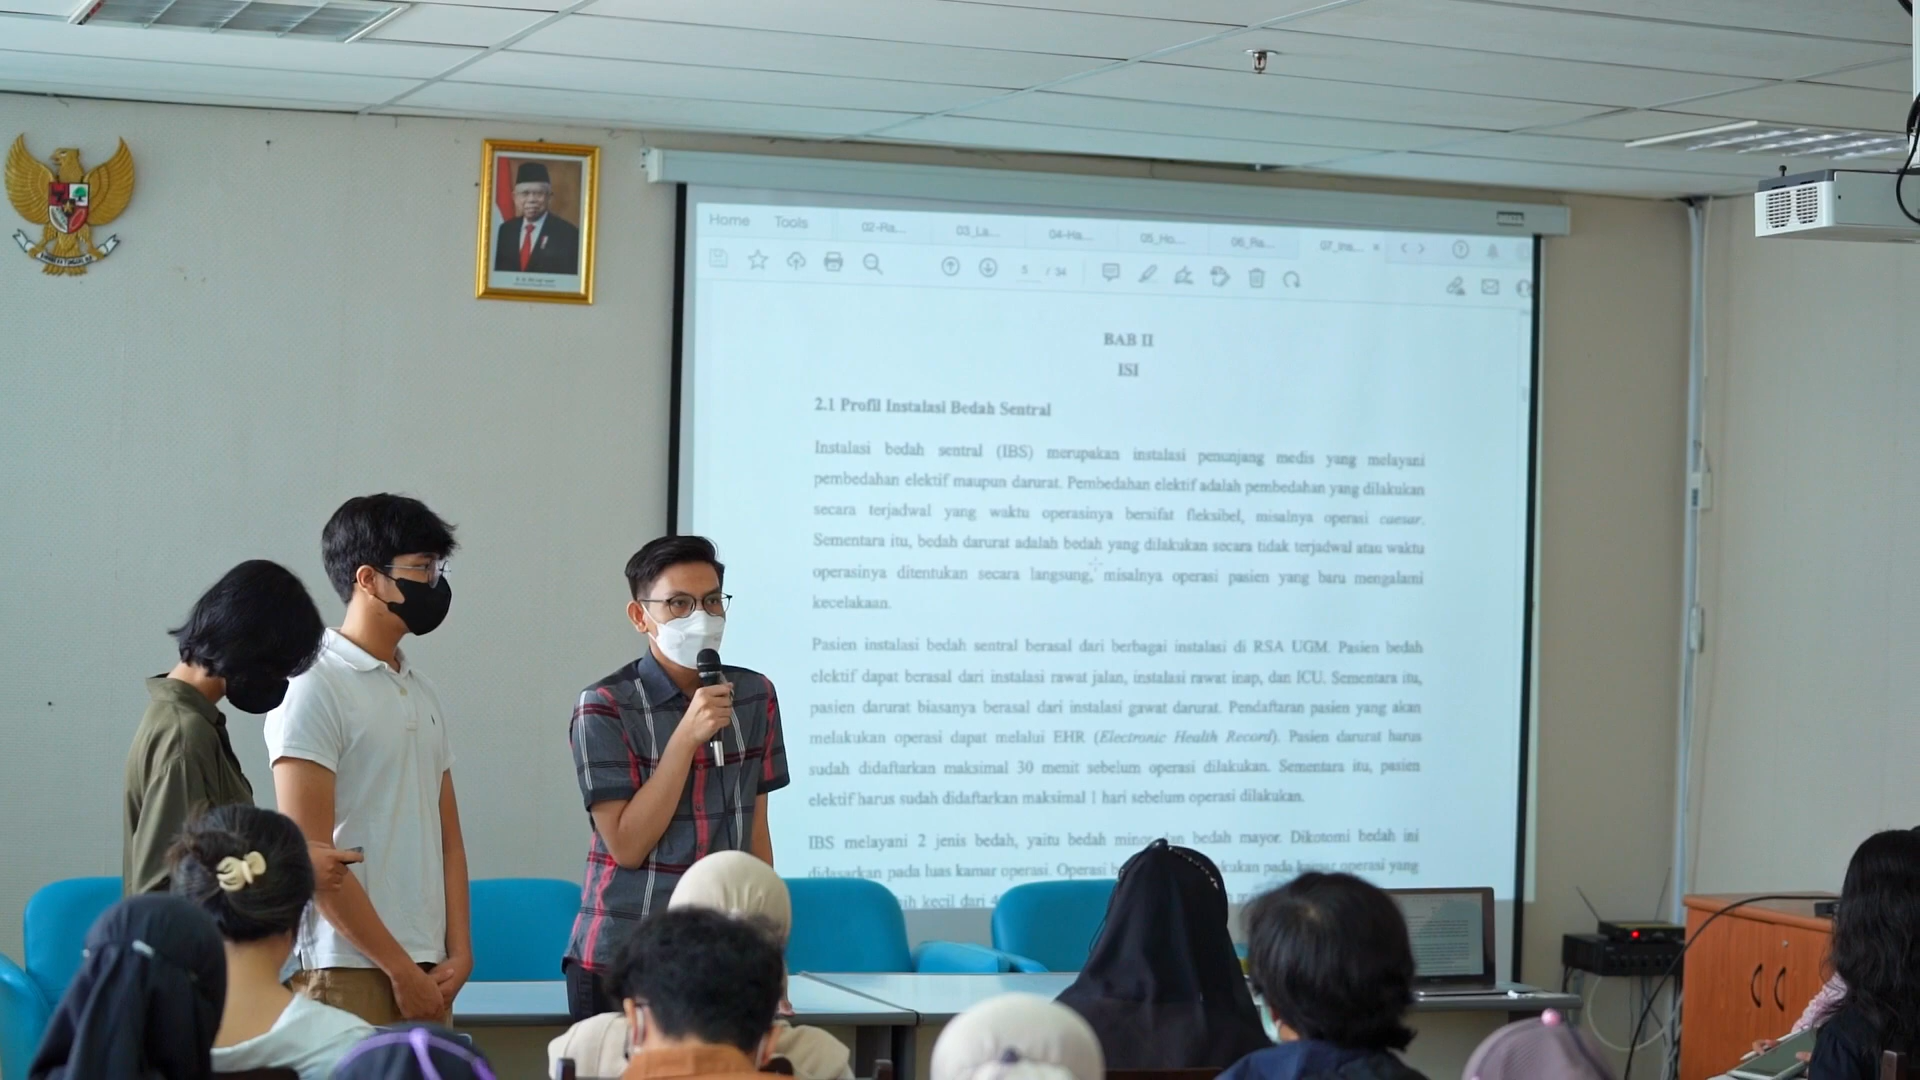 Home Tools 02-Ra... 03_La... 04-Ha... 05_Ho... 06_Ra... 07_Ins...
5 / 34
BAB II
ISI
2.1 Profil Instalasi Bedah Sentral
Instalasi bedah sentral (IBS) merupakan instalasi penunjang medis yang melayani
pembedahan elektif maupun darurat. Pembedahan elektif adalah pembedahan yang dilakukan
secara terjadwal yang waktu operasinya bersifat fleksibel, misalnya operasi caesar.
Sementara itu, bedah darurat adalah bedah yang dilakukan secara tidak terjadwal atau waktu
operasinya ditentukan secara langsung, misalnya operasi pasien yang baru mengalami
kecelakaan.
Pasien instalasi bedah sentral berasal dari berbagai instalasi di RSA UGM. Pasien bedah
elektif dapat berasal dari instalasi rawat jalan, instalasi rawat inap, dan ICU. Sementara itu,
pasien darurat biasanya berasal dari instalasi gawat darurat. Pendaftaran pasien yang akan
melakukan operasi dapat melalui EHR (Electronic Health Record). Pasien darurat harus
sudah didaftarkan maksimal 30 menit sebelum operasi dilakukan. Sementara itu, pasien
elektif harus sudah didaftarkan maksimal 1 hari sebelum operasi dilakukan.
IBS melayani 2 jenis bedah, yaitu bedah minor dan bedah mayor. Dikotomi bedah ini
didasarkan pada luas kamar operasi. Operasi pada kamar operasi yang
kecil dari